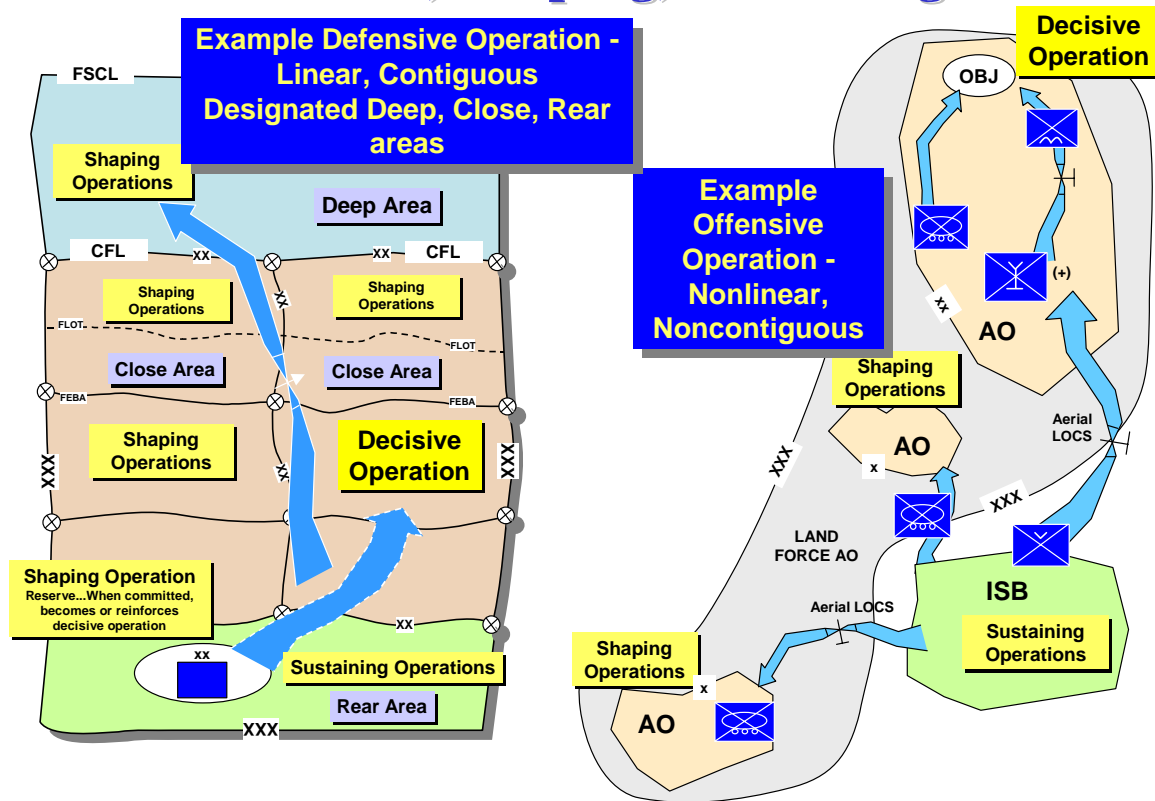 Example Defensive Operation -
Linear, Contiguous
Designated Deep, Close, Rear
areas
FSCL
Shaping
Operations
Deep Area
CFL
xx
xx
CFL
Shaping
Operations
Shaping
Operations
xx
FLOT
FLOT
Close Area
Close Area
FEBA
FEBA
Shaping
Operations
Decisive
Operation
XXX
XXX
xx
Shaping Operation
Reserve...When committed,
becomes or reinforces
decisive operation
xx
xx
Sustaining Operations
Rear Area
XXX
Decisive
Operation
OBJ
Example
Offensive
Operation -
Nonlinear,
Noncontiguous
(+)
xx
AO
Shaping
Operations
AO
x
Aerial
LOCS
XXX
XXX
LAND
FORCE AO
ISB
Aerial LOCS
Sustaining
Operations
Shaping
Operations
x
AO